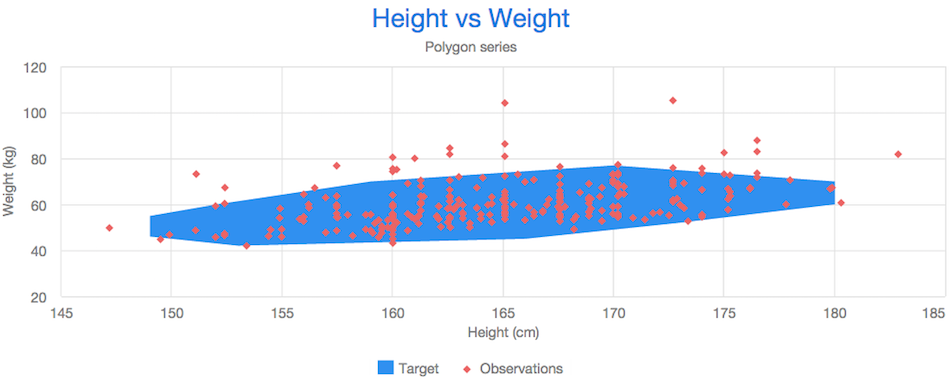 Height vs Weight
Polygon series
120
100
80
60
40
20
Weight (kg)
145 150 155 160 165 170 175 180 185
Height (cm)
Target Observations